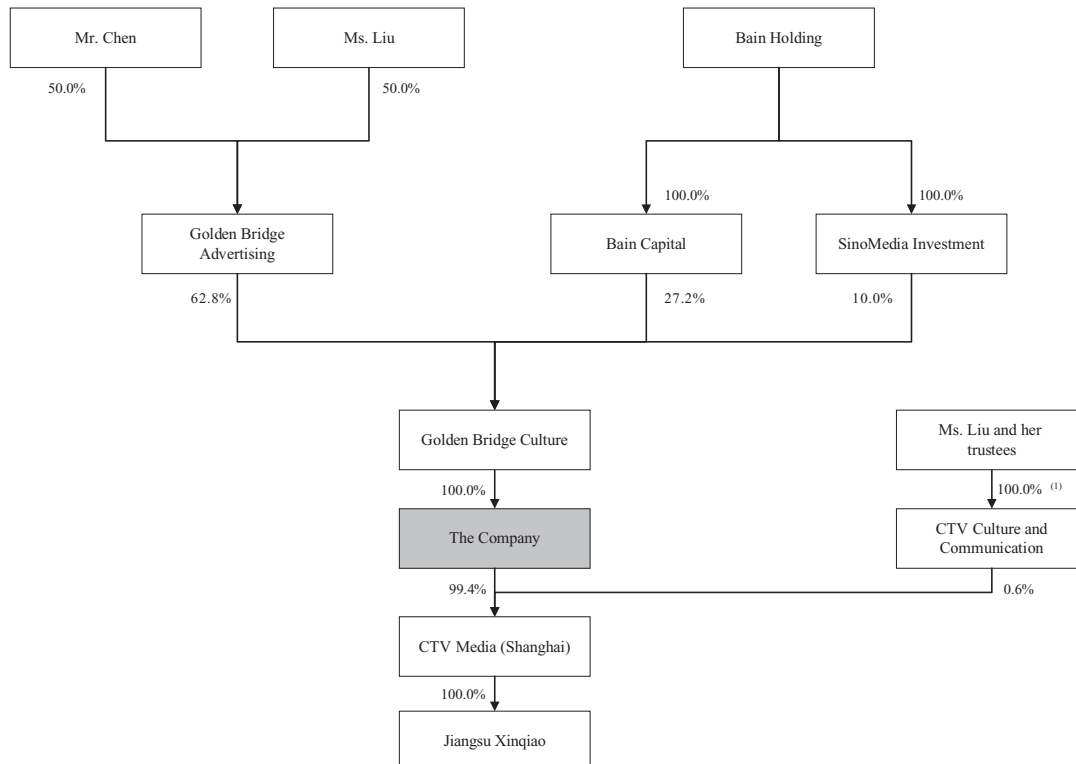 Mr. Chen
Ms. Liu
Bain Holding
50.0%
50.0%
100.0%
100.0%
Golden Bridge
Advertising
Bain Capital
SinoMedia Investment
62.8%
27.2%
10.0%
Golden Bridge Culture
Ms. Liu and her
trustees
100.0%
100.0% (1)
The Company
CTV Culture and
Communication
99.4%
0.6%
CTV Media (Shanghai)
100.0%
Jiangsu Xinqiao